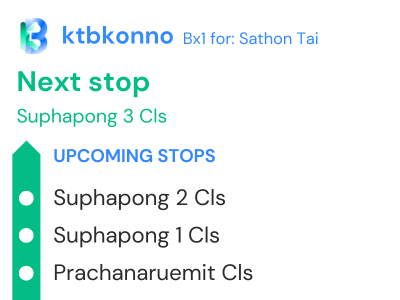 ktbkonno Bx1 for: Sathon Tai
Next stop
Suphapong 3 Cls
UPCOMING STOPS
Suphapong 2 Cls
Suphapong 1 Cls
Prachanaruemit Cls